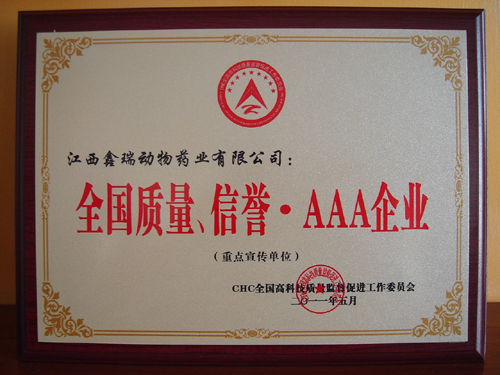 江西鑫瑞动物药业有限公司：
全国质量、信誉·AAA企业
（重点宣传单位）
CHC全国高科技质量监督促进工作委员会
二〇一一年五月